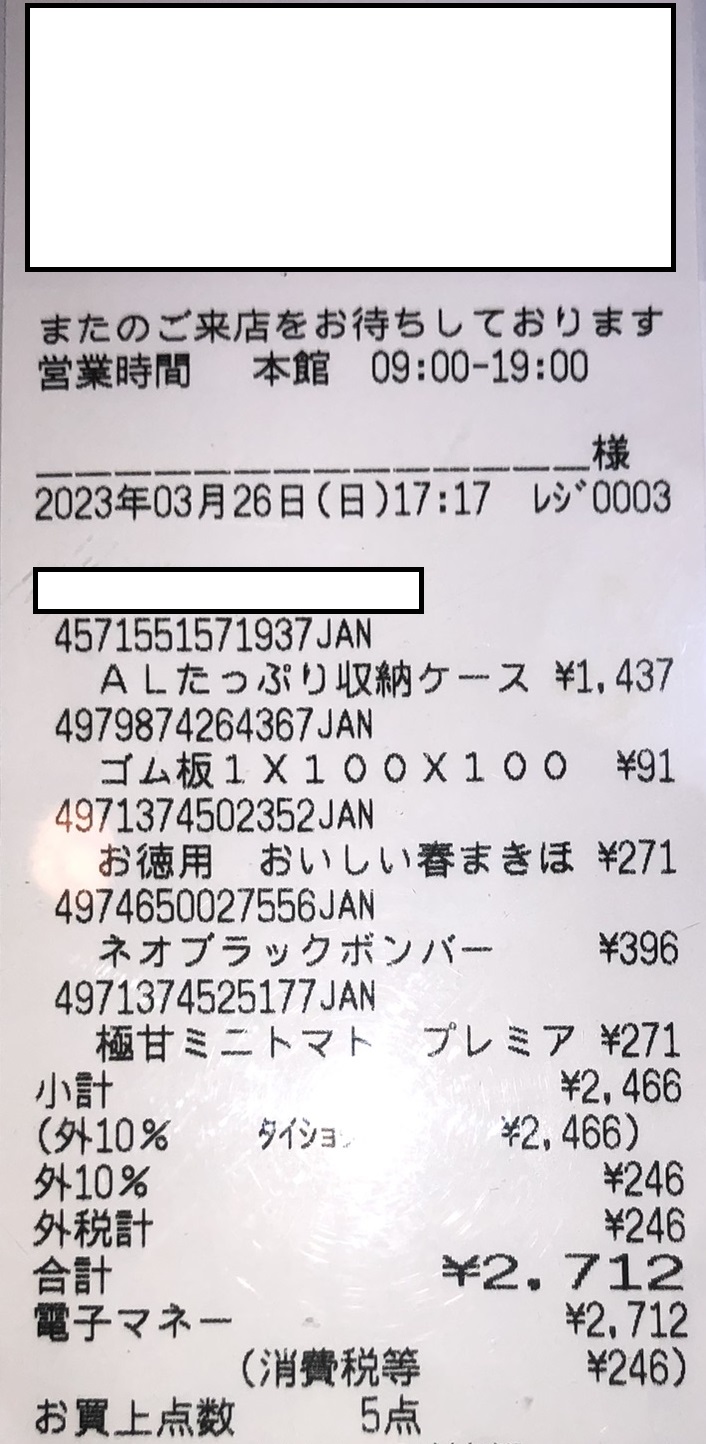 またのご来店をお待ちしております
営業時間　本館　09:00-19:00
______________様
2023年03月26日(日)17:17　ﾚｼﾞ0003
4571551571937JAN
ＡＬたっぷり収納ケース ¥1,437
4979874264367JAN
ゴム板１Ｘ１００Ｘ１００ ¥91
4971374502352JAN
お徳用　おいしい春まきほ ¥271
4974650027556JAN
ネオブラックボンバー ¥396
4971374525177JAN
極甘ミニトマト　プレミア ¥271
小計 ¥2,466
(外10% ¥2,466)
外10% ¥246
外税計 ¥246
合計 ¥2,712
電子マネー ¥2,712
(消費税等 ¥246)
お買上点数 5点